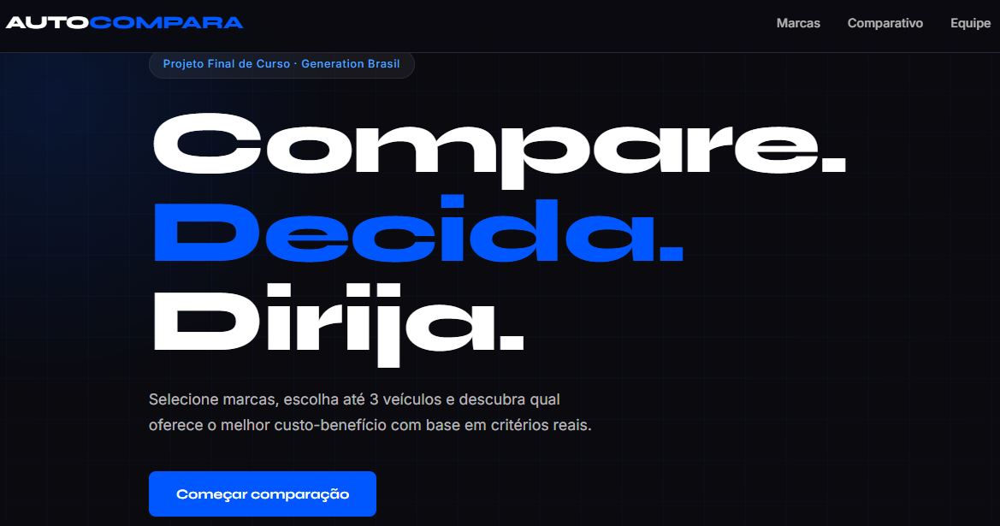 AUTOCOMPARA
Marcas Comparativo Equipe
Projeto Final de Curso · Generation Brasil
Compare.
Decida.
Dirija.
Selecione marcas, escolha até 3 veículos e descubra qual
oferece o melhor custo-benefício com base em critérios reais.
Começar comparação